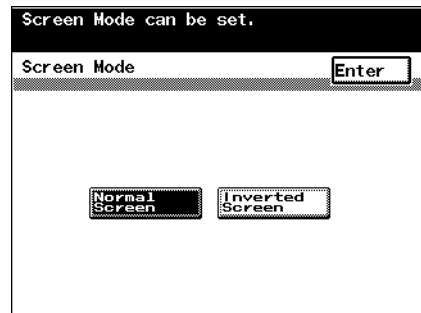 Screen Mode can be set.
Screen Mode
Enter
Normal
Screen
Inverted
Screen